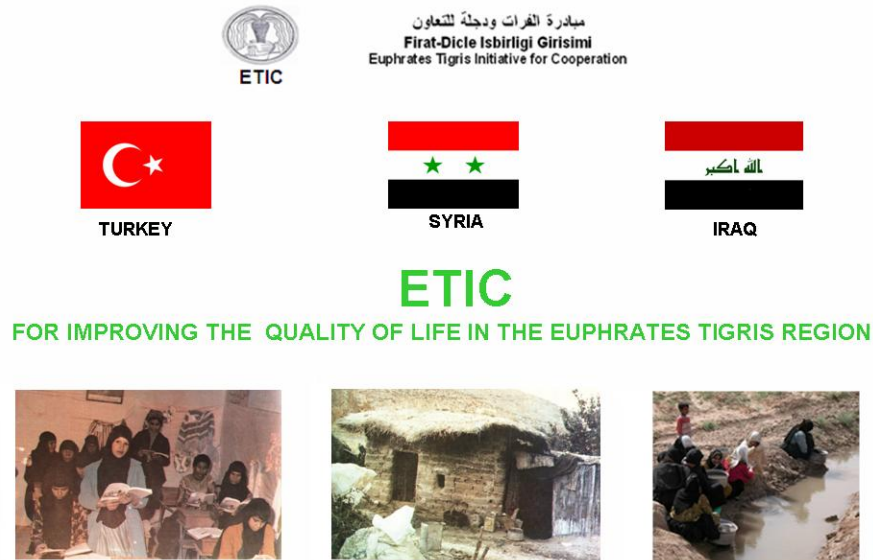 مبادرة الفرات ودجلة للتعاون
Firat-Dicle Isbirligi Girisimi
Euphrates Tigris Initiative for Cooperation
ETIC
الله اكبر
TURKEY
SYRIA
IRAQ
ETIC
FOR IMPROVING THE QUALITY OF LIFE IN THE EUPHRATES TIGRIS REGION